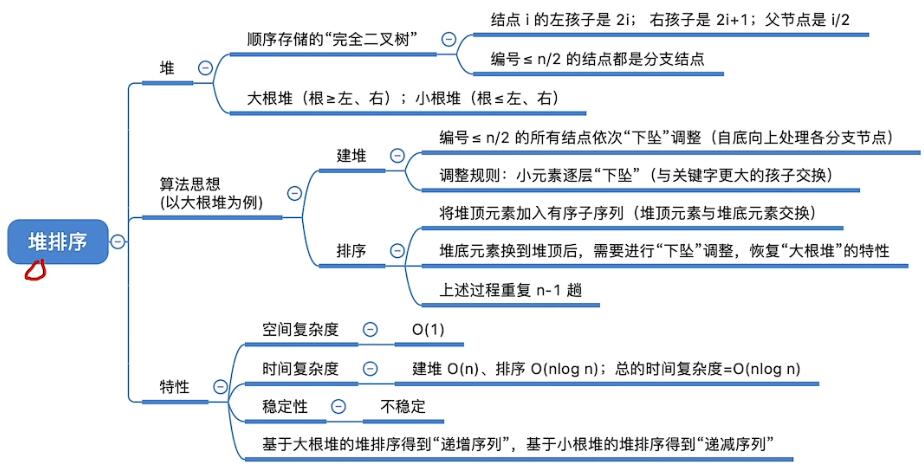 堆排序
堆
顺序存储的“完全二叉树”
结点 i 的左孩子是 2i； 右孩子是 2i+1；父节点是 i/2
编号≤ n/2 的结点都是分支结点
大根堆（根≥左、右）；小根堆（根≤左、右）
算法思想
(以大根堆为例)
建堆
编号≤ n/2 的所有结点依次“下坠”调整（自底向上处理各分支节点）
调整规则：小元素逐层“下坠”（与关键字更大的孩子交换）
排序
将堆顶元素加入有序子序列（堆顶元素与堆底元素交换）
堆底元素换到堆顶后，需要进行“下坠”调整，恢复“大根堆”的特性
上述过程重复 n-1 趟
特性
空间复杂度
O(1)
时间复杂度
建堆 O(n)、排序 O(nlog n)；总的时间复杂度=O(nlog n)
稳定性
不稳定
基于大根堆的堆排序得到“递增序列”，基于小根堆的堆排序得到“递减序列”